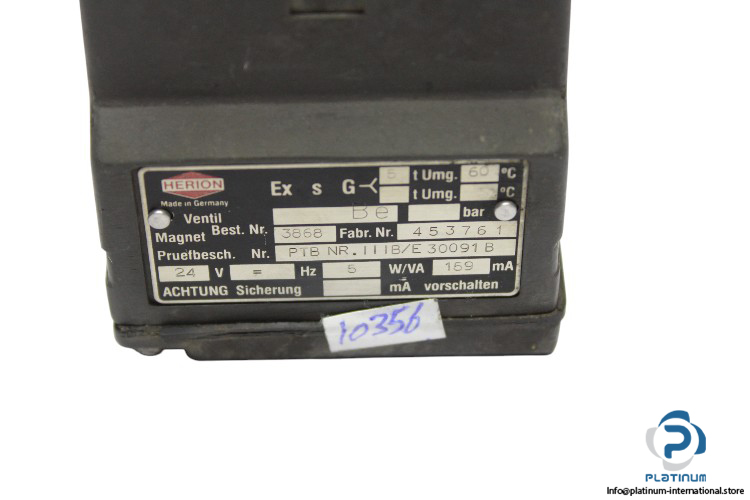 HERION
Made in Germany
Ex s G 5 t Umg. 60 °C
t Umg. °C
Ventil Be bar
Magnet Best. Nr. 3868 Fabr. Nr. 453761
Pruefbesch. Nr. PTB NR. III B/E 30091 B
24 V = Hz 5 W/VA 169 mA
ACHTUNG Sicherung mA vorschalten
10356
PLATINUM
Info@platinum-international.store